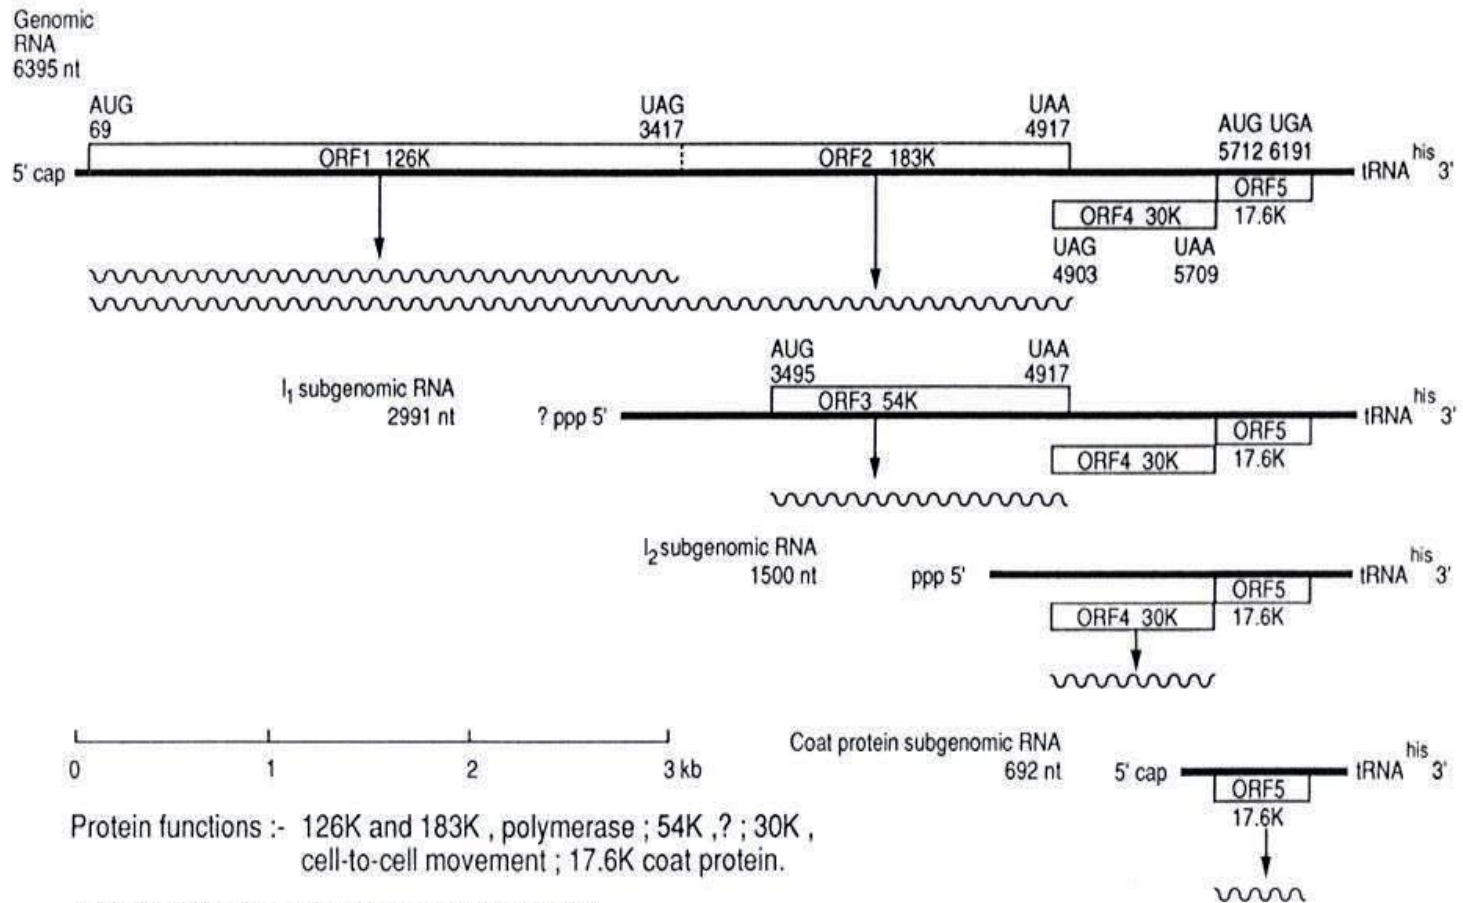 Genomic
RNA
6395 nt
AUG UAG UAA
69 3417 4917
AUG UGA
5712 6191
ORF1 126K ORF2 183K
5' cap tRNA his 3'
ORF5
ORF4 30K 17.6K
UAG UAA
4903 5709
AUG UAA
3495 4917
I1 subgenomic RNA
2991 nt
ORF3 54K
? ppp 5' tRNA his 3'
ORF5
ORF4 30K 17.6K
I2 subgenomic RNA
1500 nt
ppp 5' tRNA his 3'
ORF5
ORF4 30K 17.6K
0 1 2 3 kb
Coat protein subgenomic RNA
692 nt
5' cap tRNA his 3'
ORF5
17.6K
Protein functions :- 126K and 183K , polymerase ; 54K ,? ; 30K ,
cell-to-cell movement ; 17.6K coat protein.